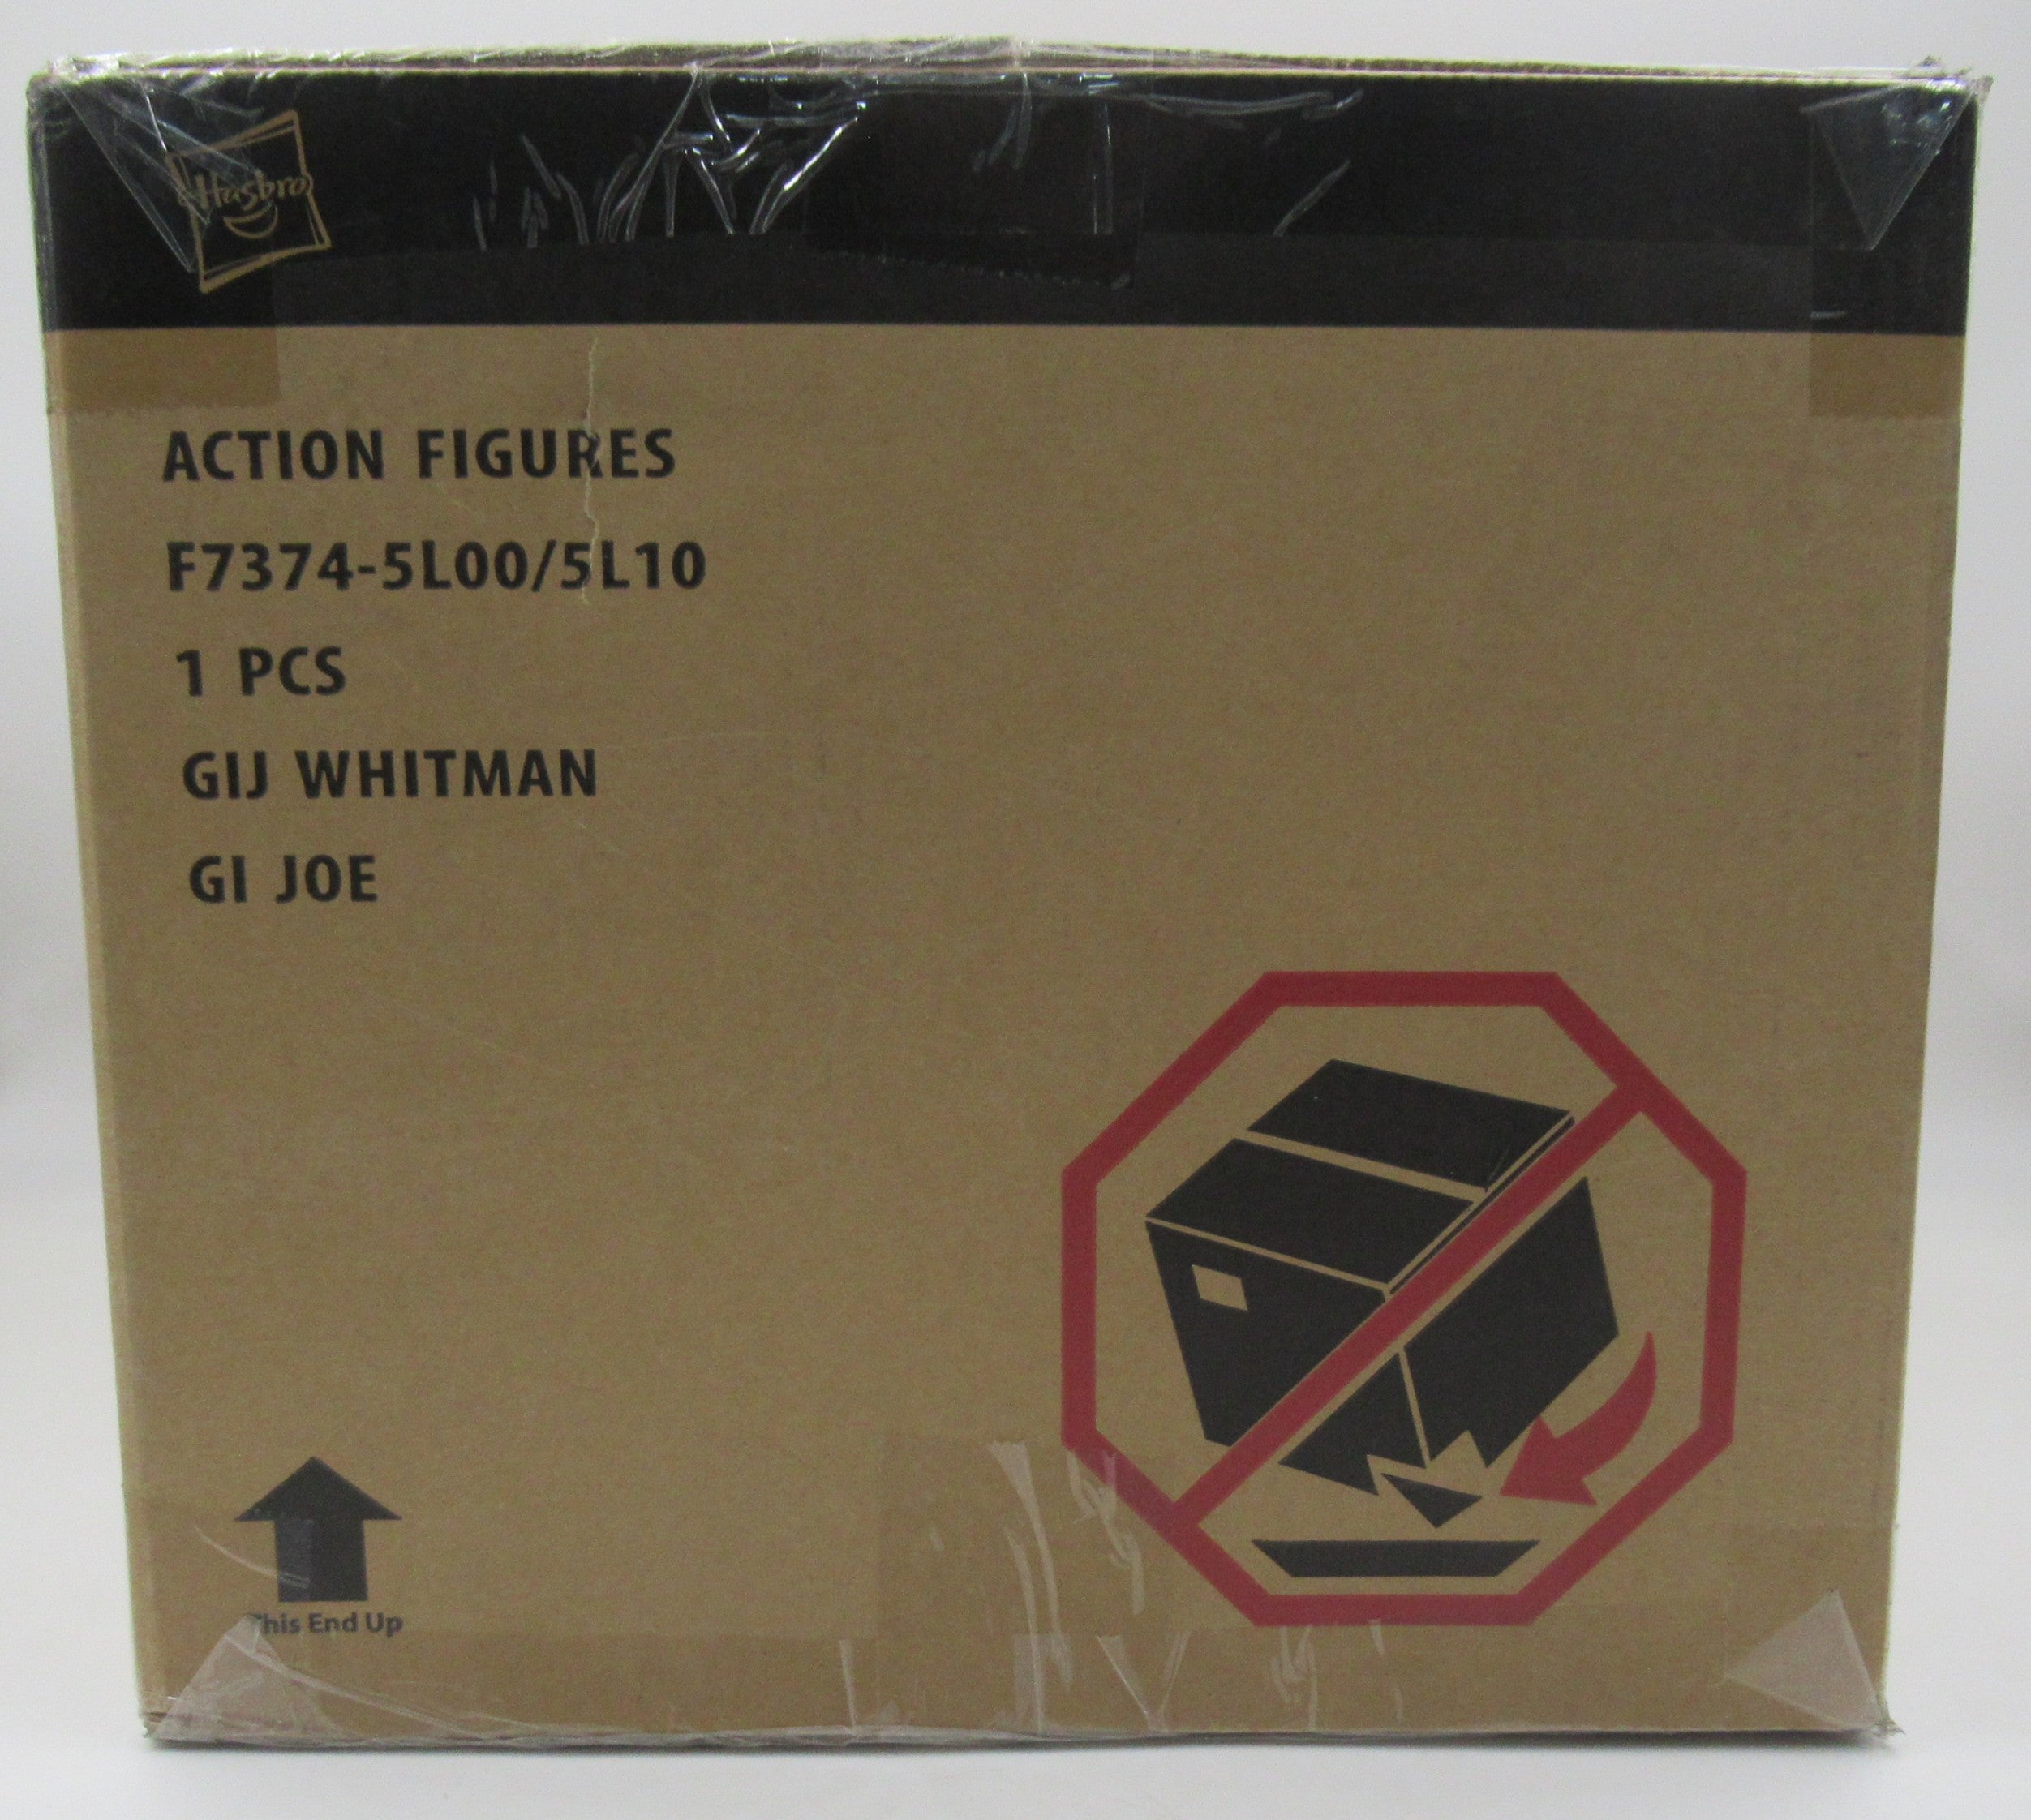 Hasbro
ACTION FIGURES
F7374-5L00/5L10
1 PCS
GIJ WHITMAN
GI JOE
This End Up